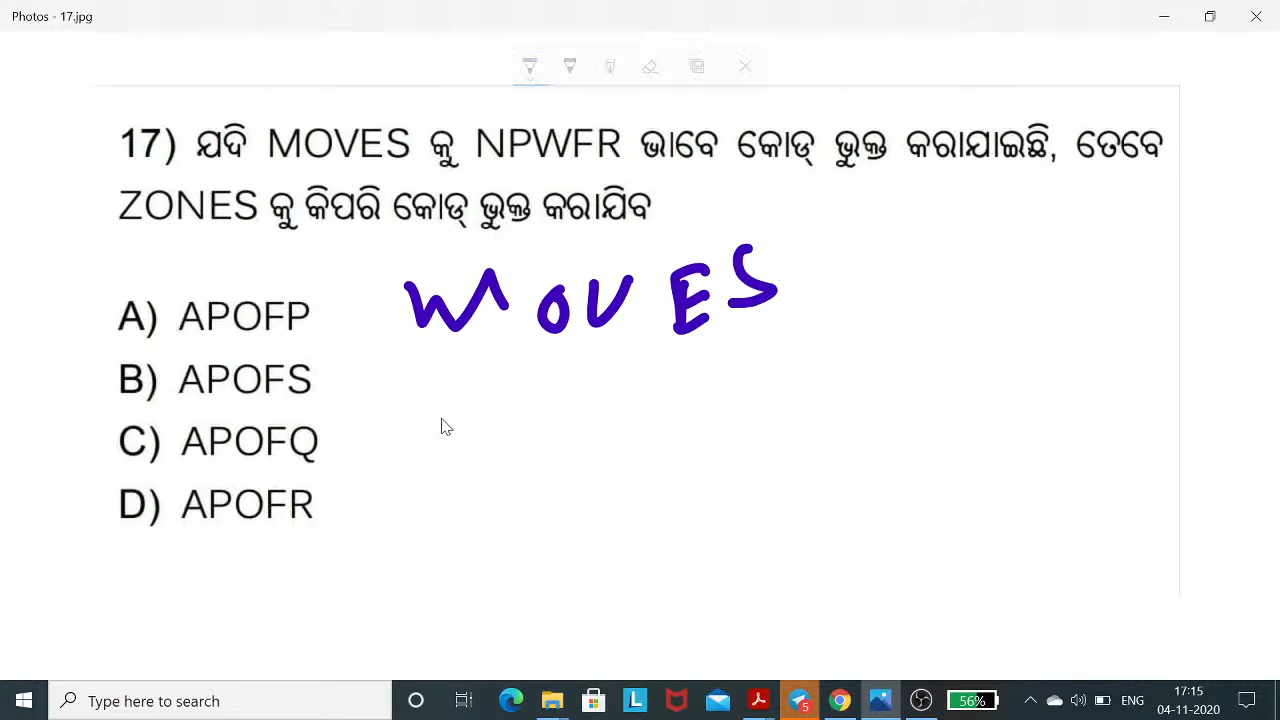 Photos - 17.jpg
17) ଯଦି MOVES କୁ NPWFR ଭାବେ କୋଡ୍ ଭୁକ୍ତ କରାଯାଇଛି, ତେବେ
ZONES କୁ କିପରି କୋଡ୍ ଭୁକ୍ତ କରାଯିବ
MOVES
A) APOFP
B) APOFS
C) APOFQ
D) APOFR
Type here to search
5
56%
ENG
17:15
04-11-2020